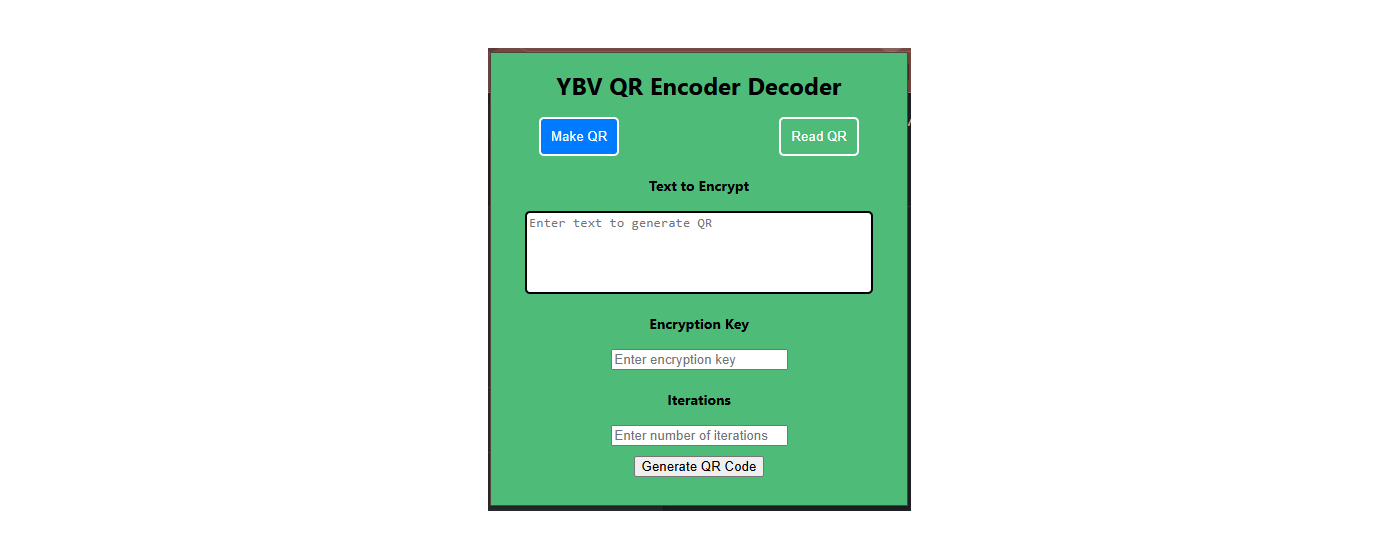 YBV QR Encoder Decoder
Make QR
Read QR
Text to Encrypt
Enter text to generate QR
Encryption Key
Enter encryption key
Iterations
Enter number of iterations
Generate QR Code